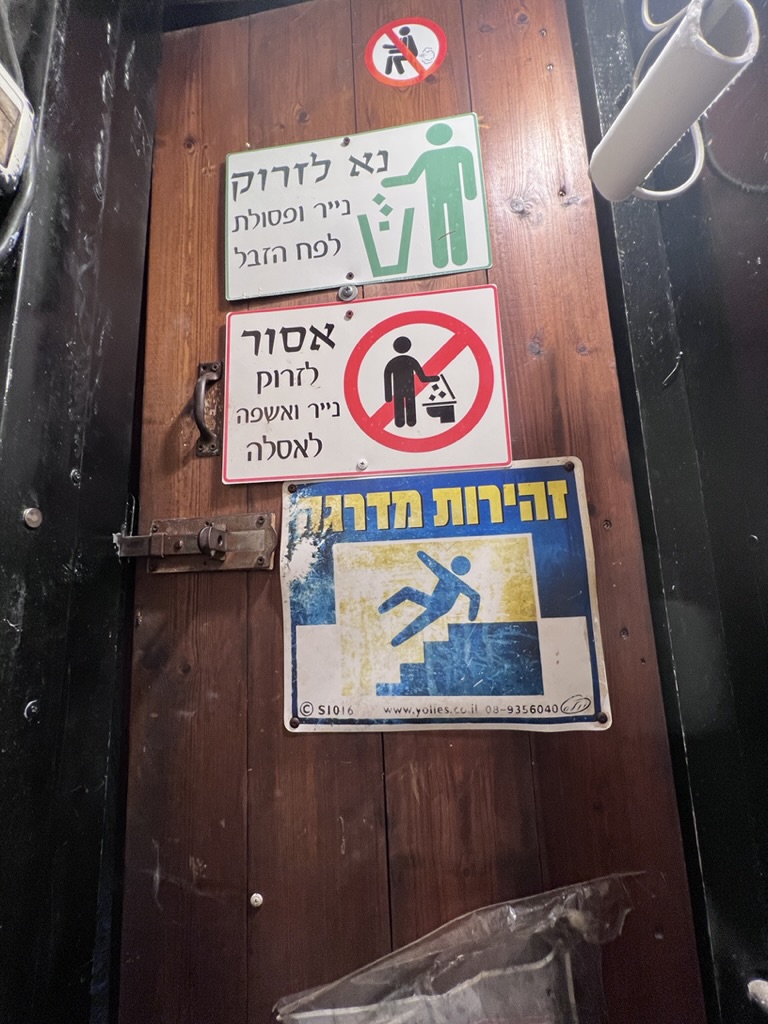 נא לזרוק
נייר ופסולת
לפח הזבל
אסור
לזרוק
נייר ואשפה
לאסלה
זהירות מדרגה
© S1016 www.yolies.co.il 08-9356040